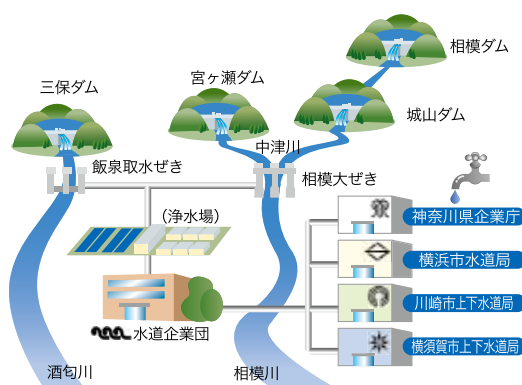 相模ダム
宮ヶ瀬ダム
三保ダム
城山ダム
中津川
飯泉取水ぜき
相模大ぜき
(浄水場)
神奈川県企業庁
横浜市水道局
川崎市上下水道局
水道企業団
横須賀市上下水道局
酒匂川
相模川